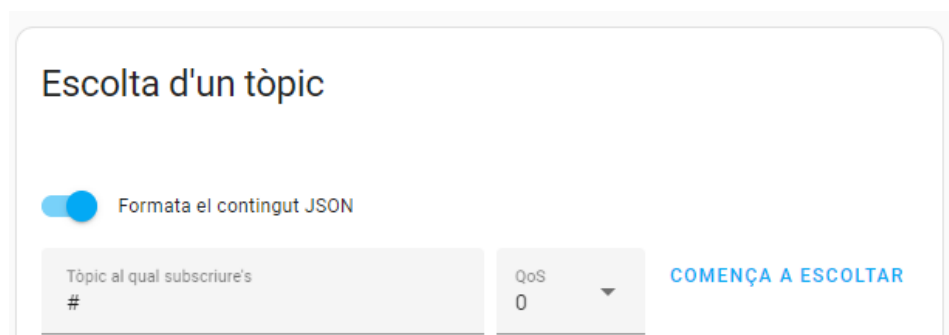 Escolta d'un tòpic
Formata el contingut JSON
Tòpic al qual subscriure's
#
QoS
0
COMENÇA A ESCOLTAR